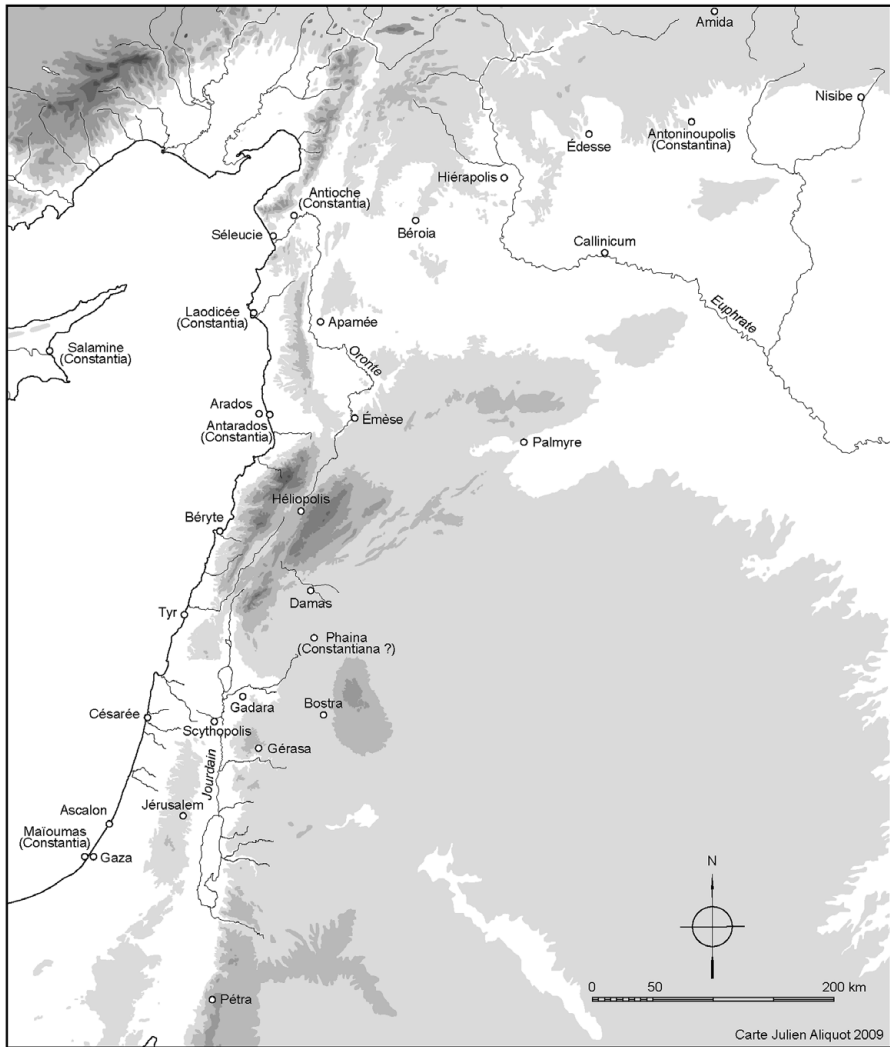 Amida
Nisibe
Édesse
Antoninoupolis
(Constantina)
Hiérapolis
Antioche
(Constantia)
Séleucie
Béroia
Callinicum
Laodicée
(Constantia)
Apamée
Euphrate
Salamine
(Constantia)
Oronte
Arados
Antarados
(Constantia)
Émèse
Palmyre
Héliopolis
Béryte
Damas
Tyr
Phaina
(Constantiana ?)
Gadara
Bostra
Césarée
Scythopolis
Gérasa
Jourdain
Jérusalem
Ascalon
Maïoumas
(Constantia)
Gaza
N
0 50 200 km
Pétra
Carte Julien Aliquot 2009